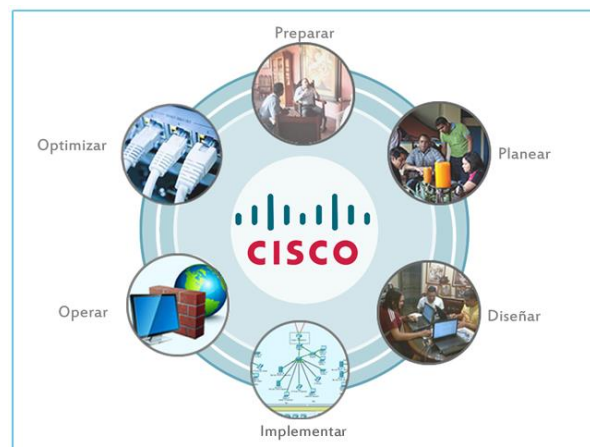 Preparar
Optimizar
Planear
CISCO
Operar
Diseñar
Implementar